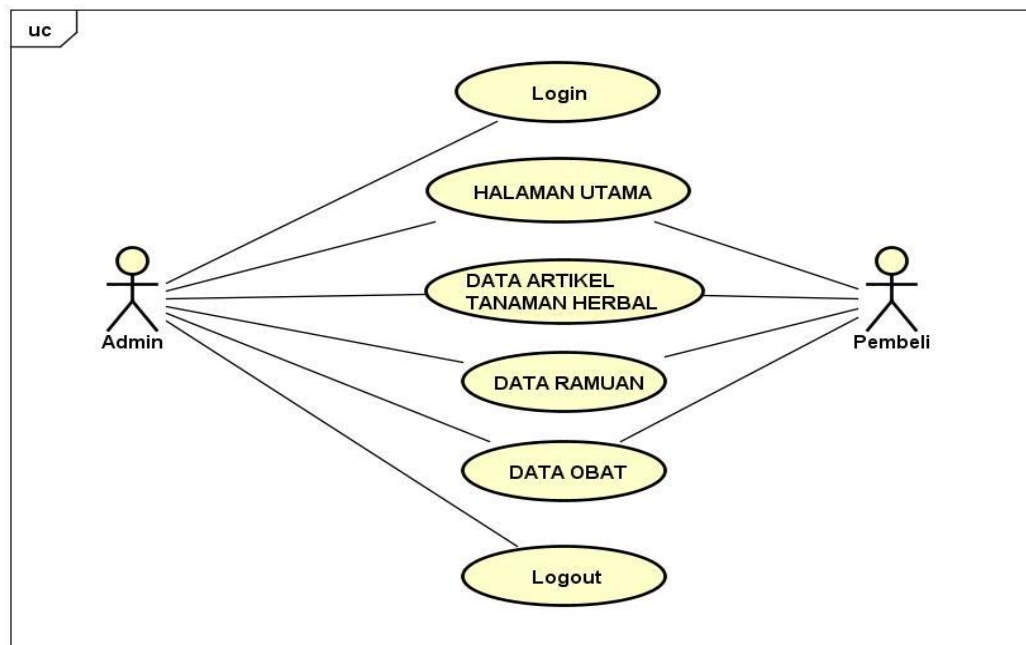 uc
Login
HALAMAN UTAMA
DATA ARTIKEL
TANAMAN HERBAL
Admin
Pembeli
DATA RAMUAN
DATA OBAT
Logout